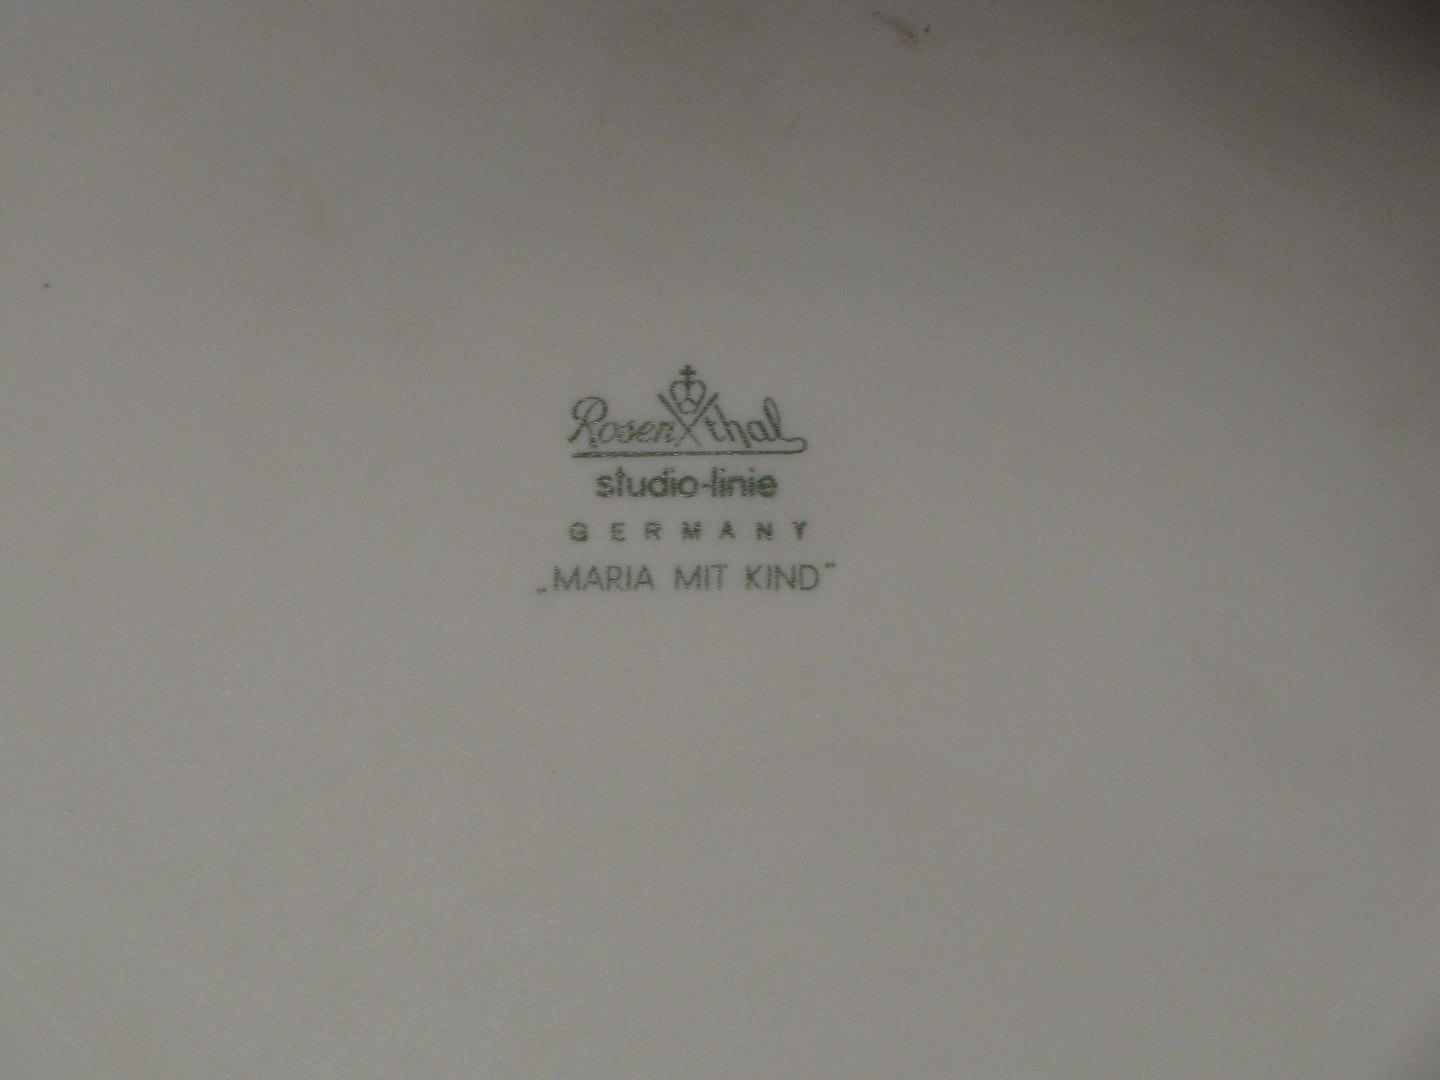 Rosenthal
studio-linie
GERMANY
„MARIA MIT KIND”